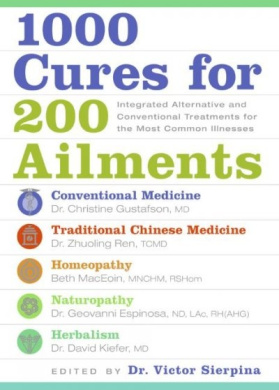 1000
Cures for
200
Integrated Alternative and
Conventional Treatments for
the Most Common Illnesses
Ailments
Conventional Medicine
Dr. Christine Gustafson, MD
Traditional Chinese Medicine
Dr. Zhuoling Ren, TCMD
Homeopathy
Beth MacEoin, MNCHM, RSHom
Naturopathy
Dr. Geovanni Espinosa, ND, LAc, RH(AHG)
Herbalism
Dr. David Kiefer, MD
EDITED BY Dr. Victor Sierpina